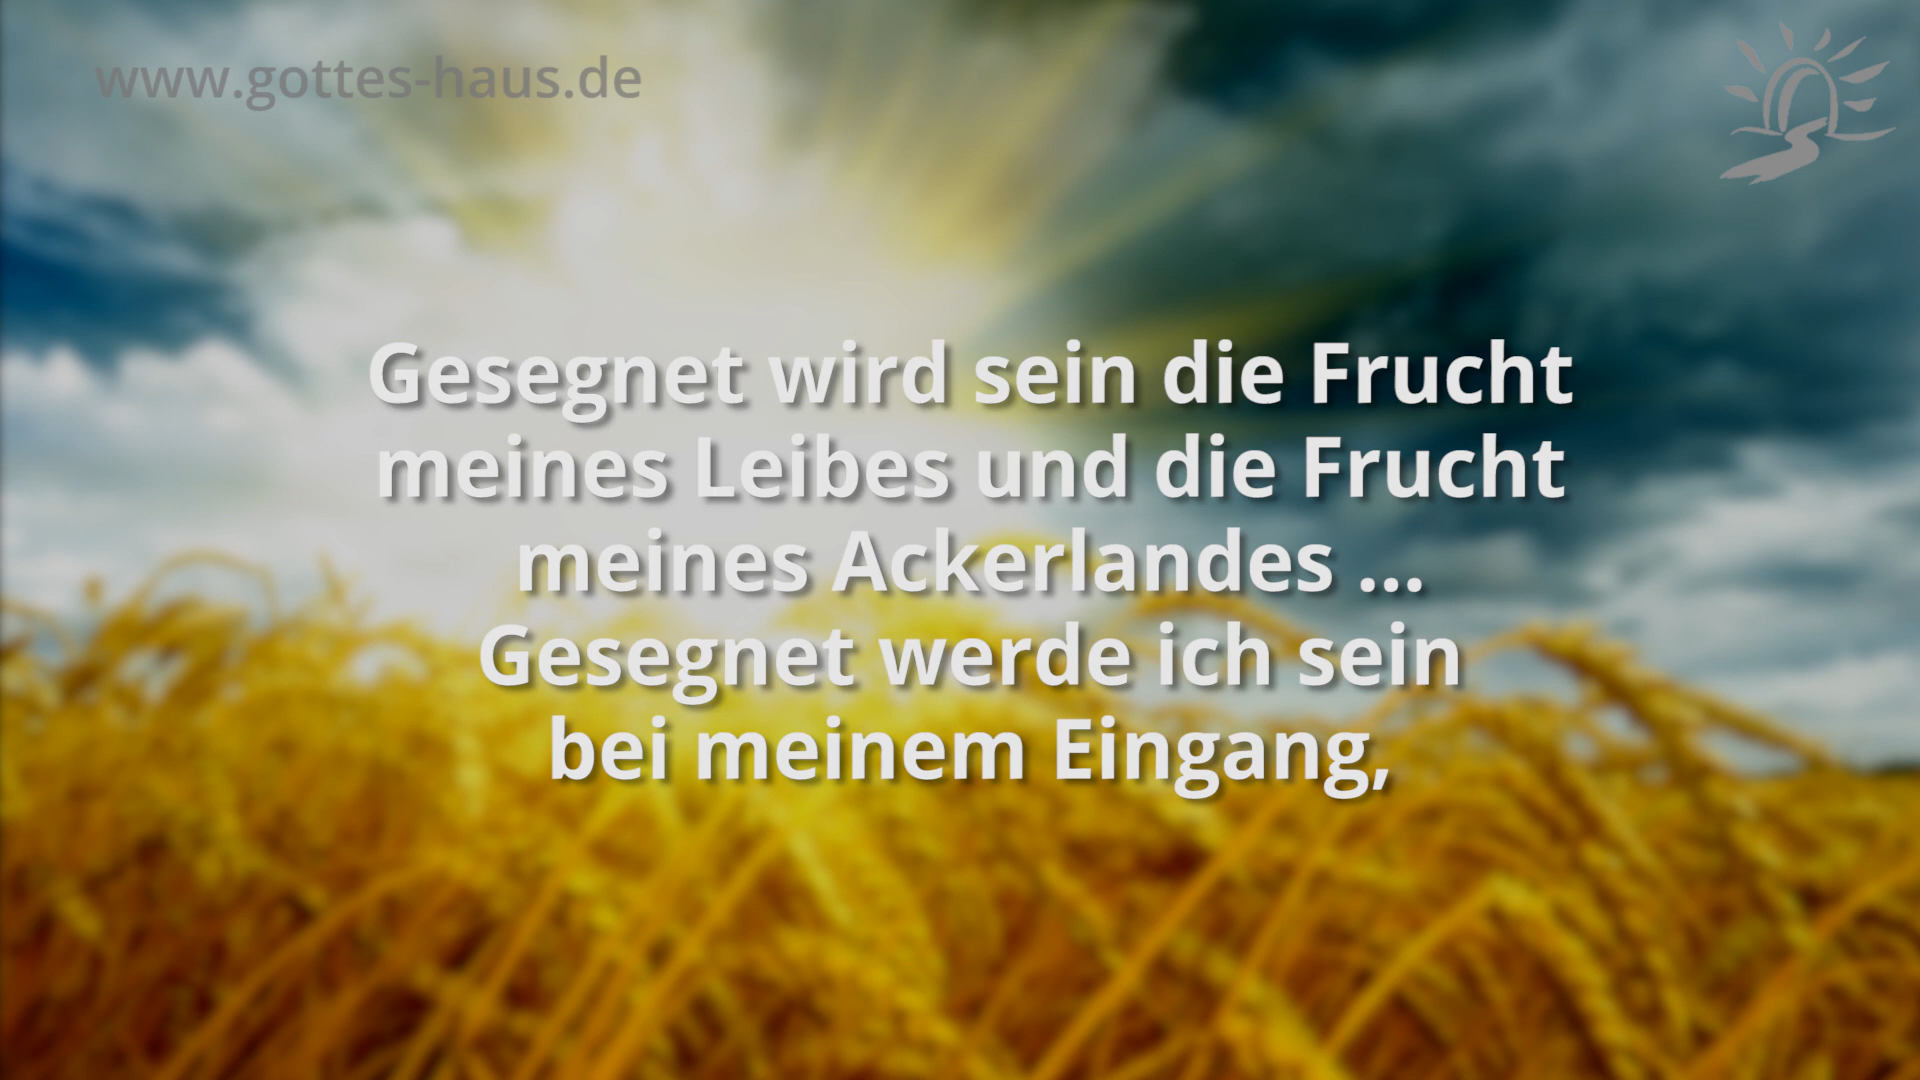 www.gottes-haus.de
Gesegnet wird sein die Frucht
meines Leibes und die Frucht
meines Ackerlandes ...
Gesegnet werde ich sein
bei meinem Eingang,